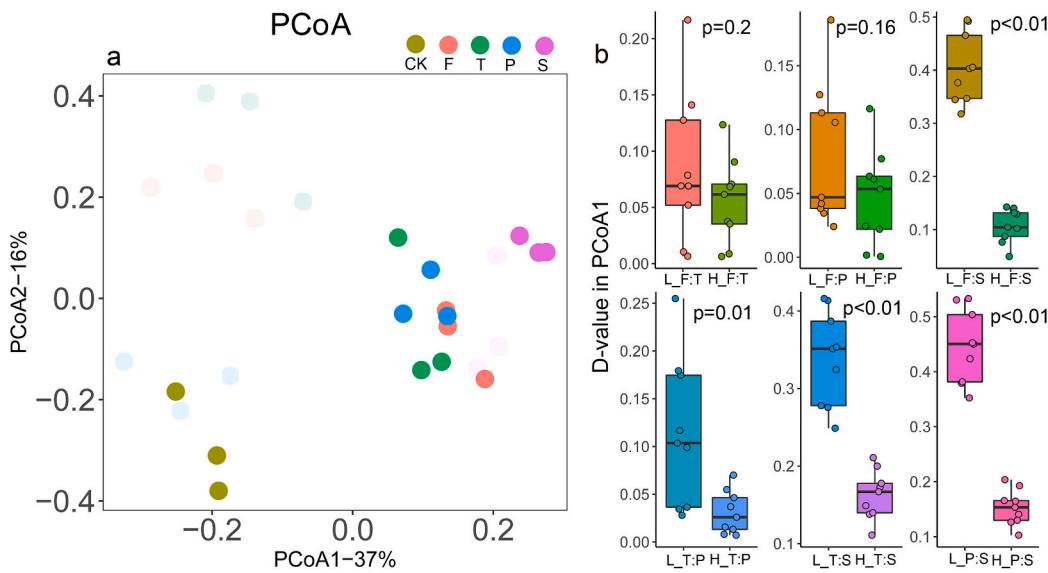 PCoA
a
CK F T P S
0.4
0.2
0.0
−0.2
−0.4
PCoA2−16%
−0.2 0.0 0.2
PCoA1−37%
b
D-value in PCoA1
p=0.2
0.20
0.15
0.10
0.05
0.00
L_F:T H_F:T
p=0.16
0.15
0.10
0.05
0.00
L_F:P H_F:P
p<0.01
0.5
0.4
0.3
0.2
0.1
L_F:S H_F:S
p=0.01
0.25
0.20
0.15
0.10
0.05
0.00
L_T:P H_T:P
p<0.01
0.4
0.3
0.2
0.1
L_T:S H_T:S
p<0.01
0.5
0.4
0.3
0.2
0.1
L_P:S H_P:S